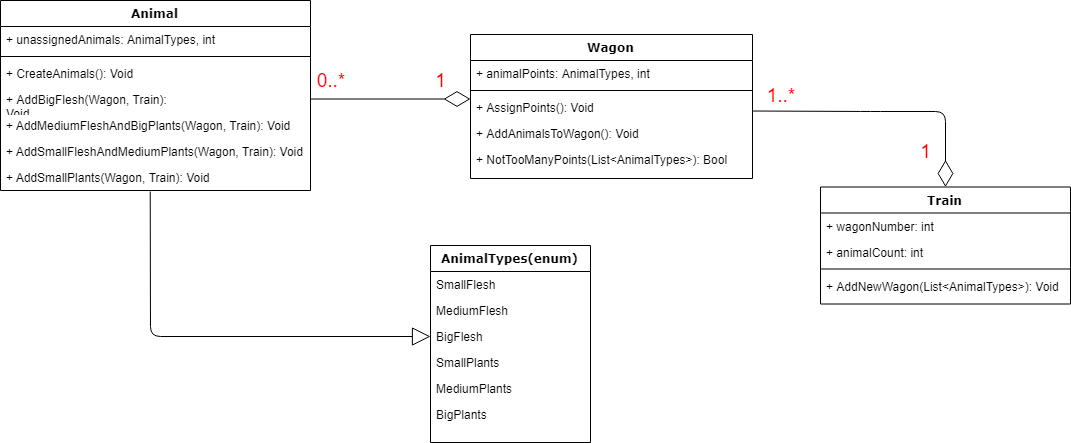 Animal
+ unassignedAnimals: AnimalTypes, int
+ CreateAnimals(): Void
+ AddBigFlesh(Wagon, Train):
Void
+ AddMediumFleshAndBigPlants(Wagon, Train): Void
+ AddSmallFleshAndMediumPlants(Wagon, Train): Void
+ AddSmallPlants(Wagon, Train): Void
0..*
1
Wagon
+ animalPoints: AnimalTypes, int
+ AssignPoints(): Void
+ AddAnimalsToWagon(): Void
+ NotTooManyPoints(List<AnimalTypes>): Bool
1..*
1
Train
+ wagonNumber: int
+ animalCount: int
+ AddNewWagon(List<AnimalTypes>): Void
AnimalTypes(enum)
SmallFlesh
MediumFlesh
BigFlesh
SmallPlants
MediumPlants
BigPlants